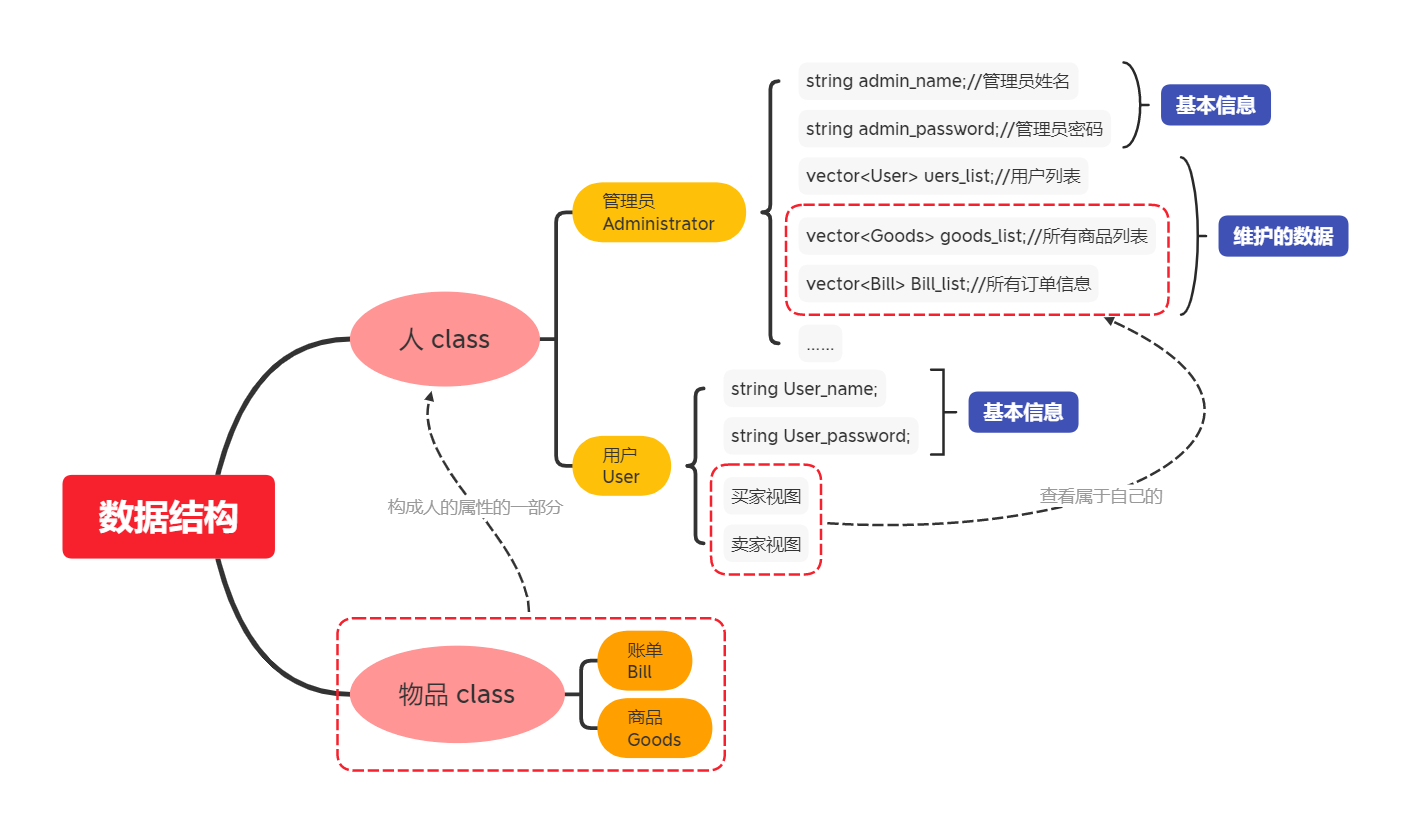 数据结构
人 class
管理员
Administrator
string admin_name;//管理员姓名
string admin_password;//管理员密码
基本信息
vector<User> uers_list;//用户列表
vector<Goods> goods_list;//所有商品列表
vector<Bill> Bill_list;//所有订单信息
维护的数据
......
用户
User
string User_name;
string User_password;
基本信息
买家视图
卖家视图
查看属于自己的
构成人的属性的一部分
物品 class
账单
Bill
商品
Goods